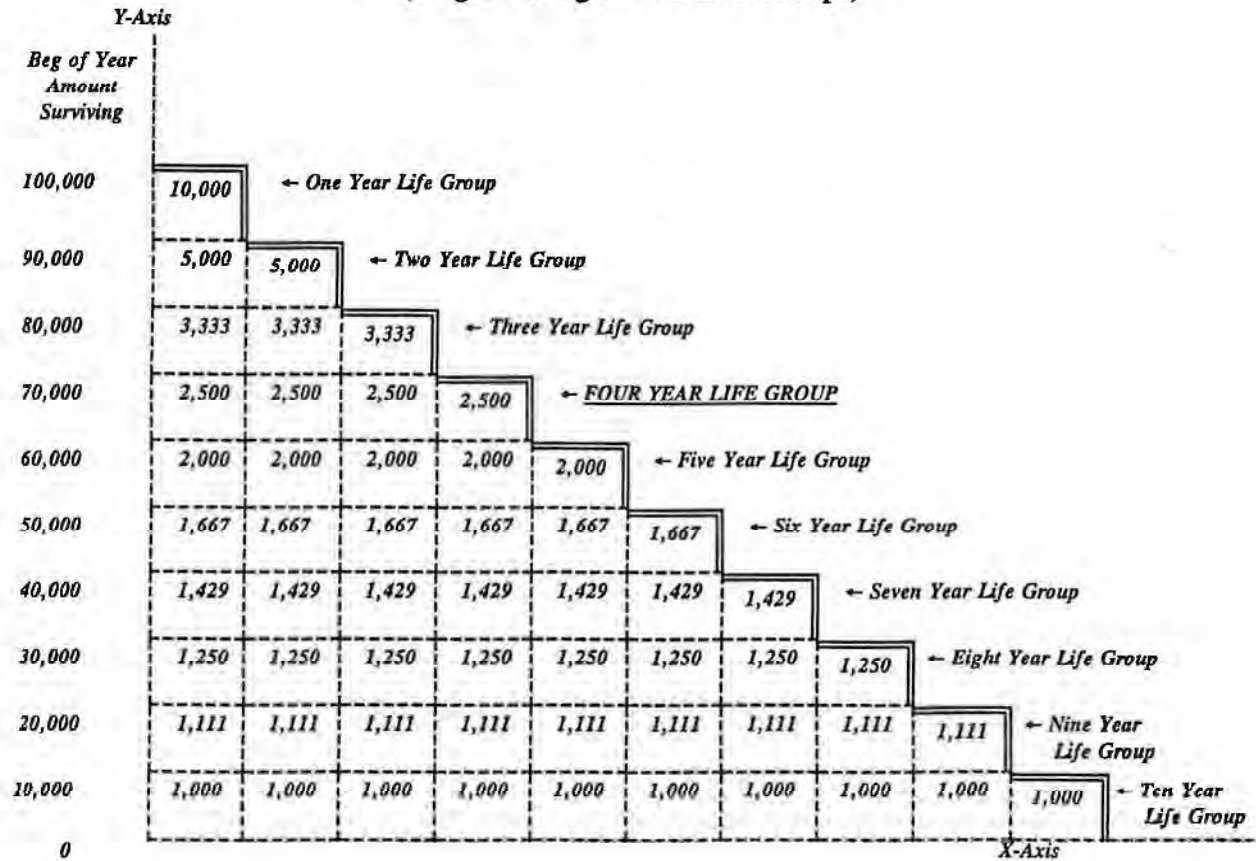 Y-Axis
Beg of Year
Amount
Surviving
100,000 10,000 ← One Year Life Group
90,000 5,000 5,000 ← Two Year Life Group
80,000 3,333 3,333 3,333 ← Three Year Life Group
70,000 2,500 2,500 2,500 2,500 ← FOUR YEAR LIFE GROUP
60,000 2,000 2,000 2,000 2,000 2,000 ← Five Year Life Group
50,000 1,667 1,667 1,667 1,667 1,667 1,667 ← Six Year Life Group
40,000 1,429 1,429 1,429 1,429 1,429 1,429 1,429 ← Seven Year Life Group
30,000 1,250 1,250 1,250 1,250 1,250 1,250 1,250 1,250 ← Eight Year Life Group
20,000 1,111 1,111 1,111 1,111 1,111 1,111 1,111 1,111 1,111 ← Nine Year
Life Group
10,000 1,000 1,000 1,000 1,000 1,000 1,000 1,000 1,000 1,000 1,000 ← Ten Year
Life Group
0
X-Axis